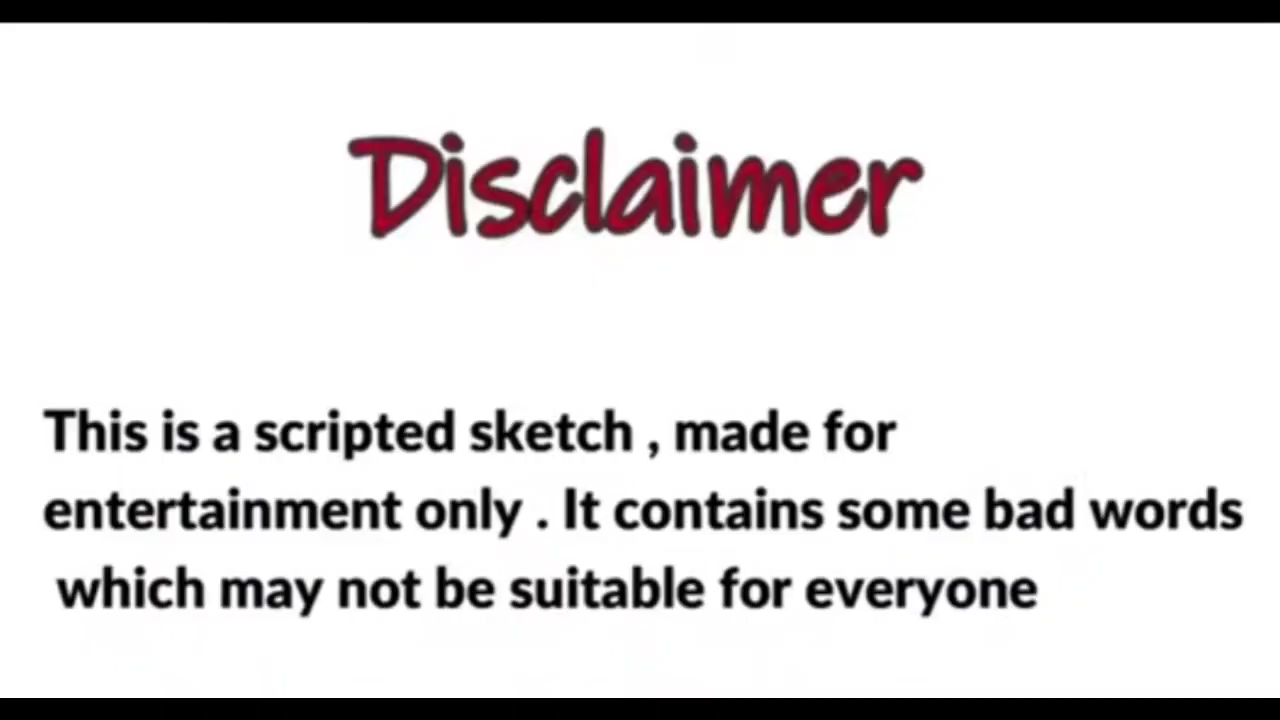 Disclaimer
This is a scripted sketch , made for
entertainment only . It contains some bad words
which may not be suitable for everyone